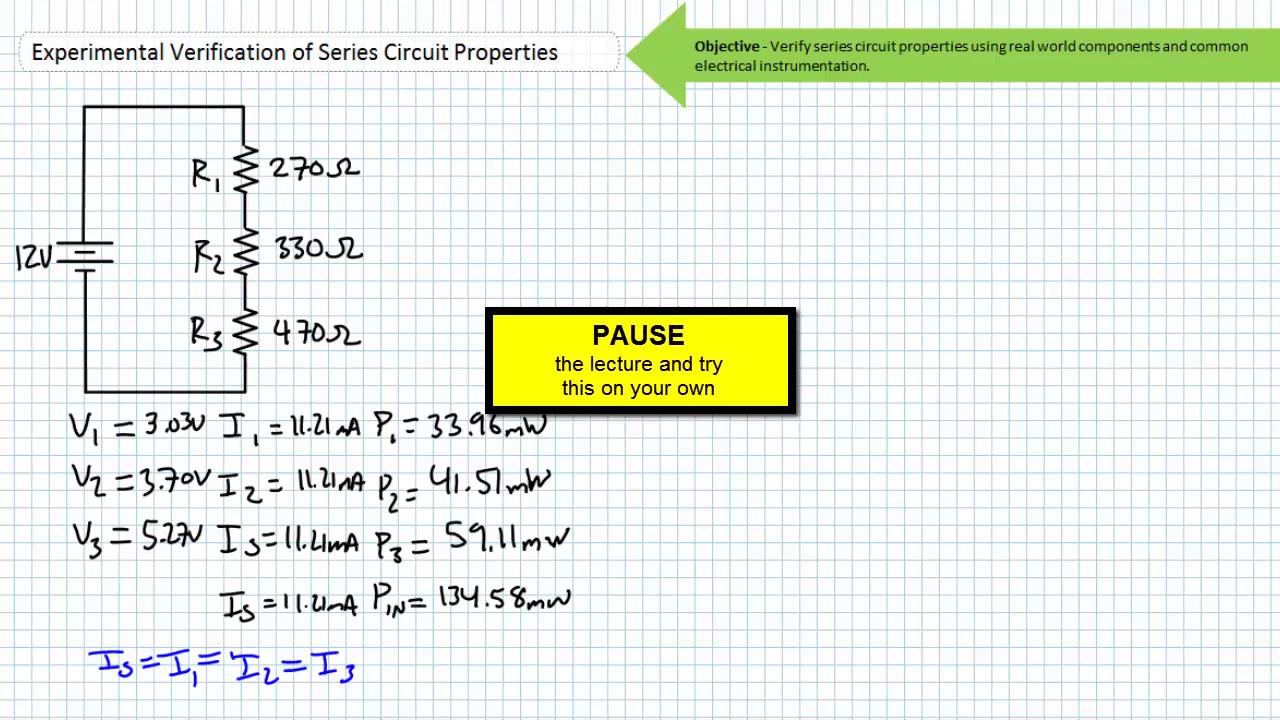 Experimental Verification of Series Circuit Properties
Objective - Verify series circuit properties using real world components and common
electrical instrumentation.
R1 270Ω
12V
R2 330Ω
R3 470Ω
PAUSE
the lecture and try
this on your own
V1 = 3.03V I1 = 11.21mA P1 = 33.96mW
V2 = 3.70V I2 = 11.21mA P2 = 41.51mW
V3 = 5.27V IS = 11.21mA P3 = 59.11mW
IS = 11.21mA PIN = 134.58mW
IS = I1 = I2 = I3